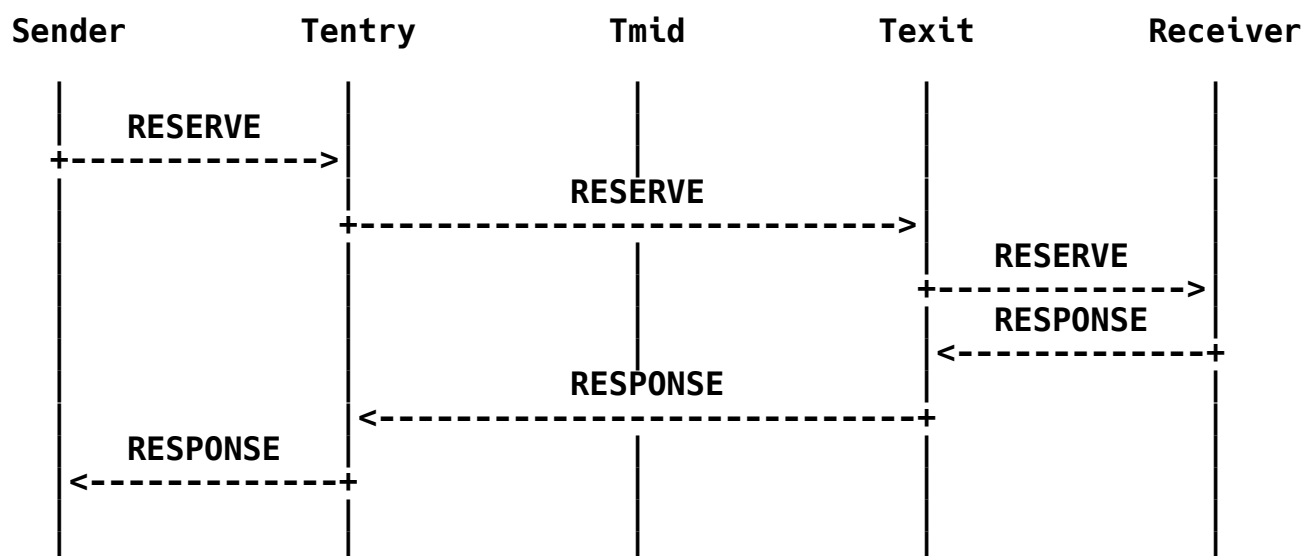 Sender Tentry Tmid Texit Receiver
RESERVE
RESERVE
RESERVE
RESPONSE
RESPONSE
RESPONSE